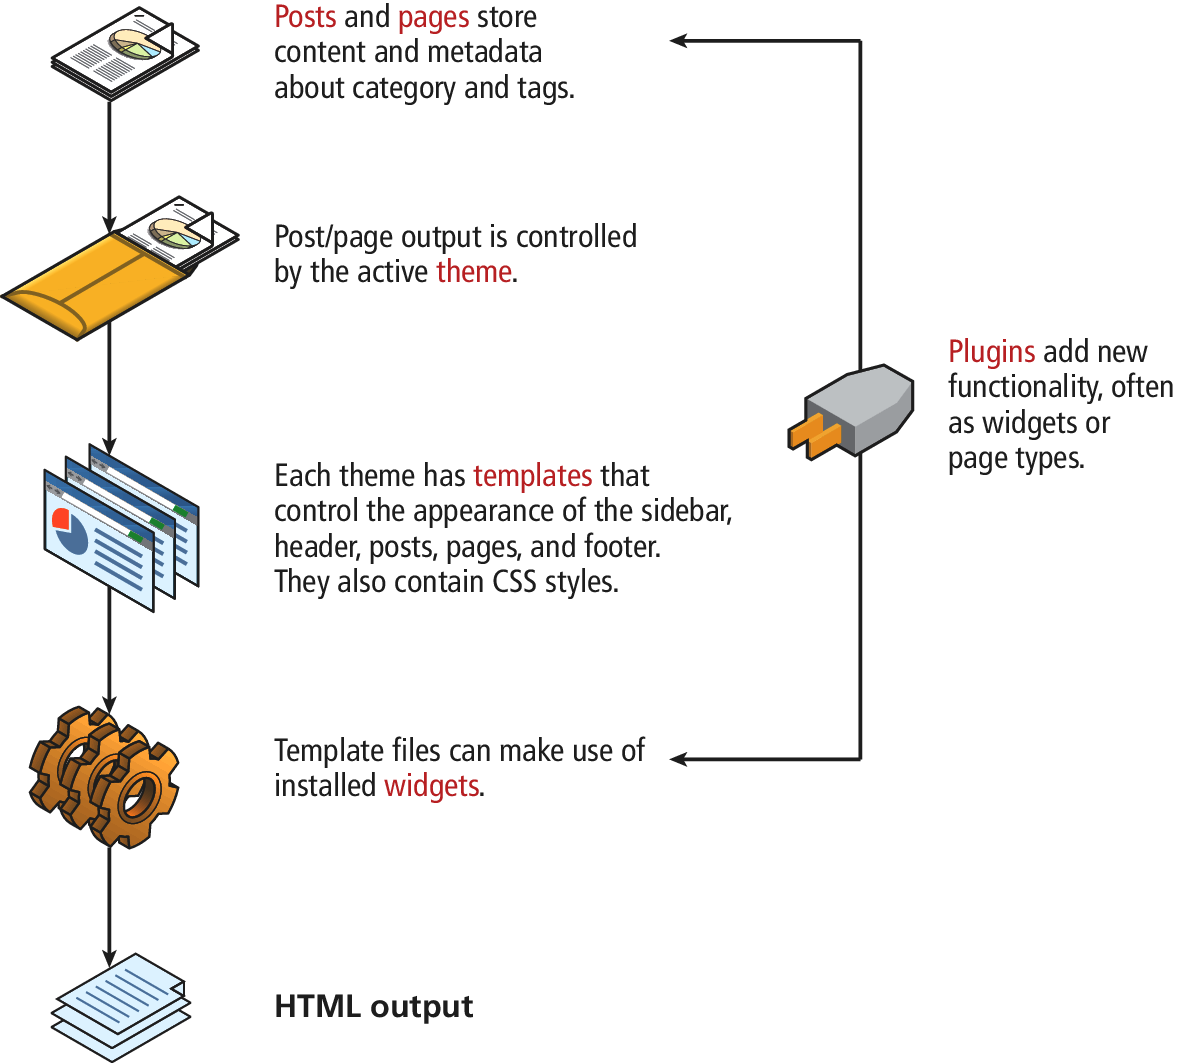 Posts and pages store
content and metadata
about category and tags.
Post/page output is controlled
by the active theme.
Plugins add new
functionality, often
as widgets or
page types.
Each theme has templates that
control the appearance of the sidebar,
header, posts, pages, and footer.
They also contain CSS styles.
Template files can make use of
installed widgets.
HTML output